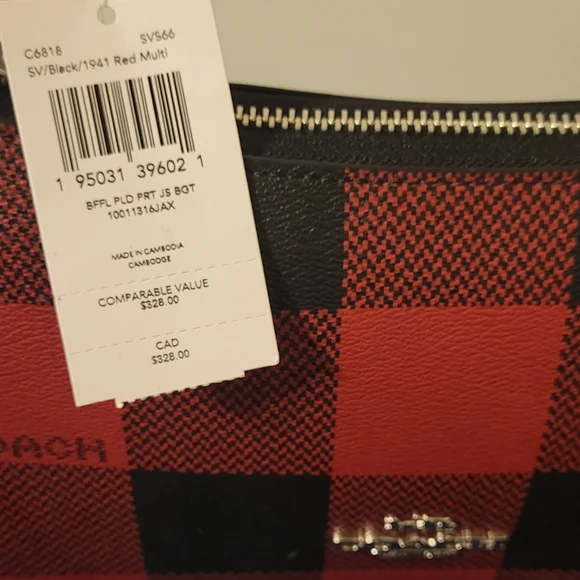 C6818 SVS66
SV/Black/1941 Red Multi
1 95031 39602 1
BFFL PLD PRT JS BGT
10011316JAX
MADE IN CAMBODIA
CAMBODGE
COMPARABLE VALUE
$328.00
CAD
$328.00
OACH